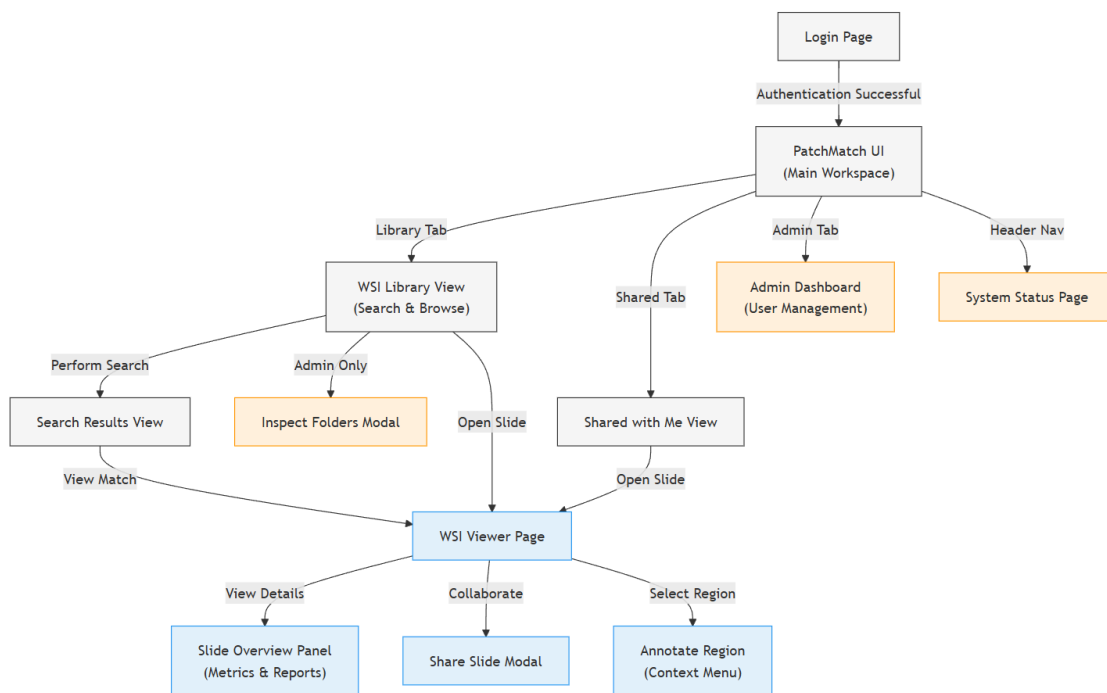 Login Page
Authentication Successful
PatchMatch UI
(Main Workspace)
Library Tab
Admin Tab
Header Nav
WSI Library View
(Search & Browse)
Shared Tab
Admin Dashboard
(User Management)
System Status Page
Perform Search
Admin Only
Search Results View
Inspect Folders Modal
Open Slide
Shared with Me View
View Match
Open Slide
WSI Viewer Page
View Details
Collaborate
Select Region
Slide Overview Panel
(Metrics & Reports)
Share Slide Modal
Annotate Region
(Context Menu)